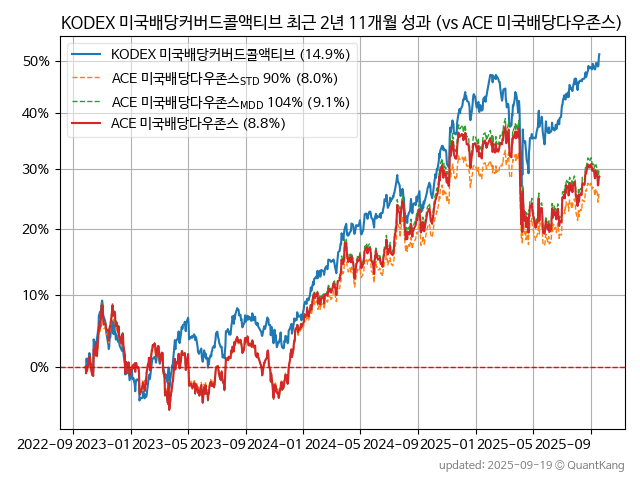 KODEX 미국배당커버드콜액티브 최근 2년 11개월 성과 (vs ACE 미국배당다우존스)
KODEX 미국배당커버드콜액티브 (14.9%)
ACE 미국배당다우존스STD 90% (8.0%)
ACE 미국배당다우존스MDD 104% (9.1%)
ACE 미국배당다우존스 (8.8%)
50%
40%
30%
20%
10%
0%
2022-09 2023-01 2023-05 2023-09 2024-01 2024-05 2024-09 2025-01 2025-05 2025-09
updated: 2025-09-19 © QuantKang